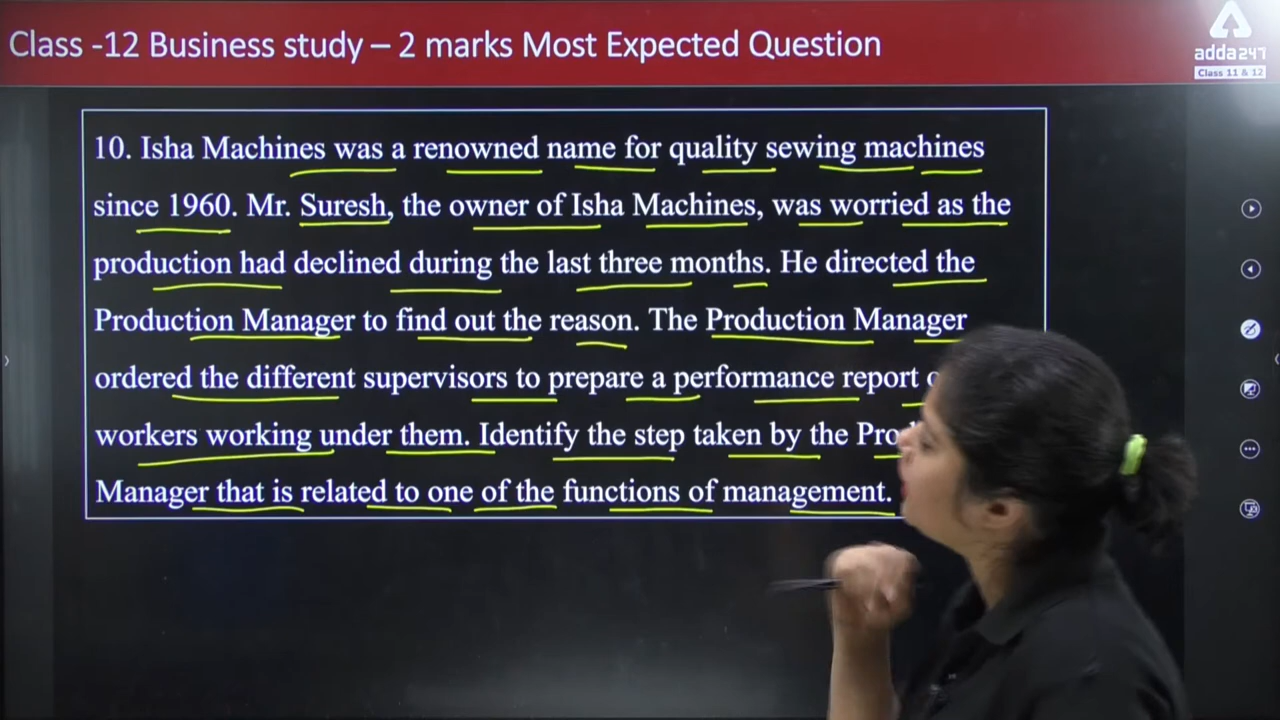 Class -12 Business study – 2 marks Most Expected Question
adda247
Class 11 & 12
10. Isha Machines was a renowned name for quality sewing machines
since 1960. Mr. Suresh, the owner of Isha Machines, was worried as the
production had declined during the last three months. He directed the
Production Manager to find out the reason. The Production Manager
ordered the different supervisors to prepare a performance report
workers working under them. Identify the step taken by the
Manager that is related to one of the functions of management.